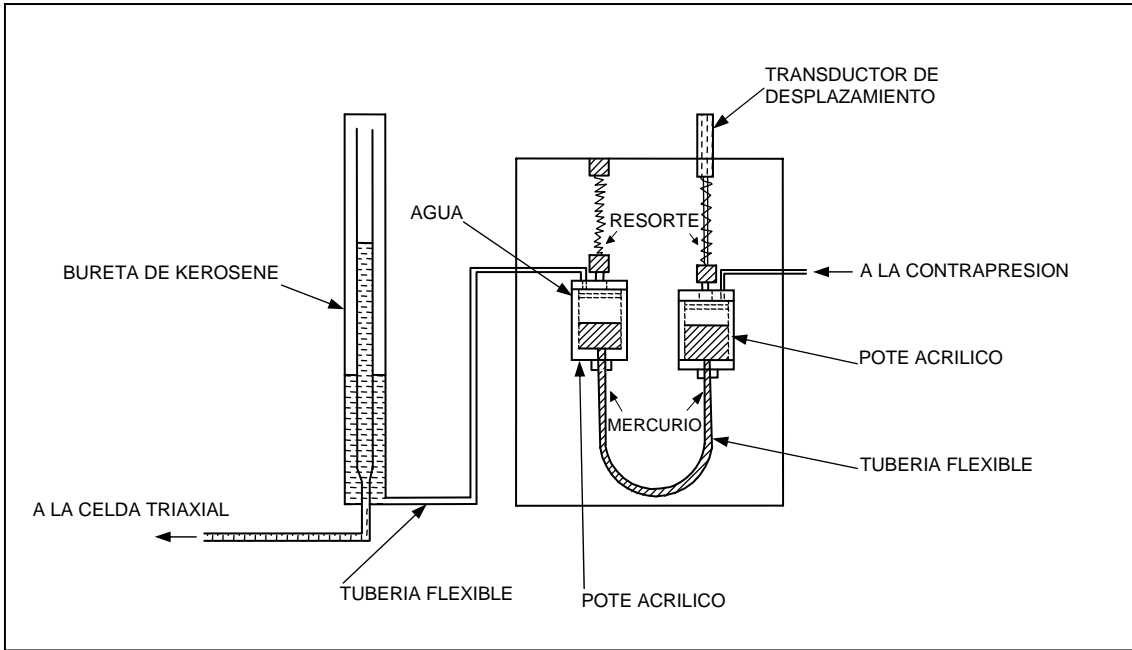 TRANSDUCTOR DE
DESPLAZAMIENTO
AGUA
RESORTE
BURETA DE KEROSENE
A LA CONTRAPRESION
POTE ACRILICO
MERCURIO
TUBERIA FLEXIBLE
A LA CELDA TRIAXIAL
TUBERIA FLEXIBLE
POTE ACRILICO